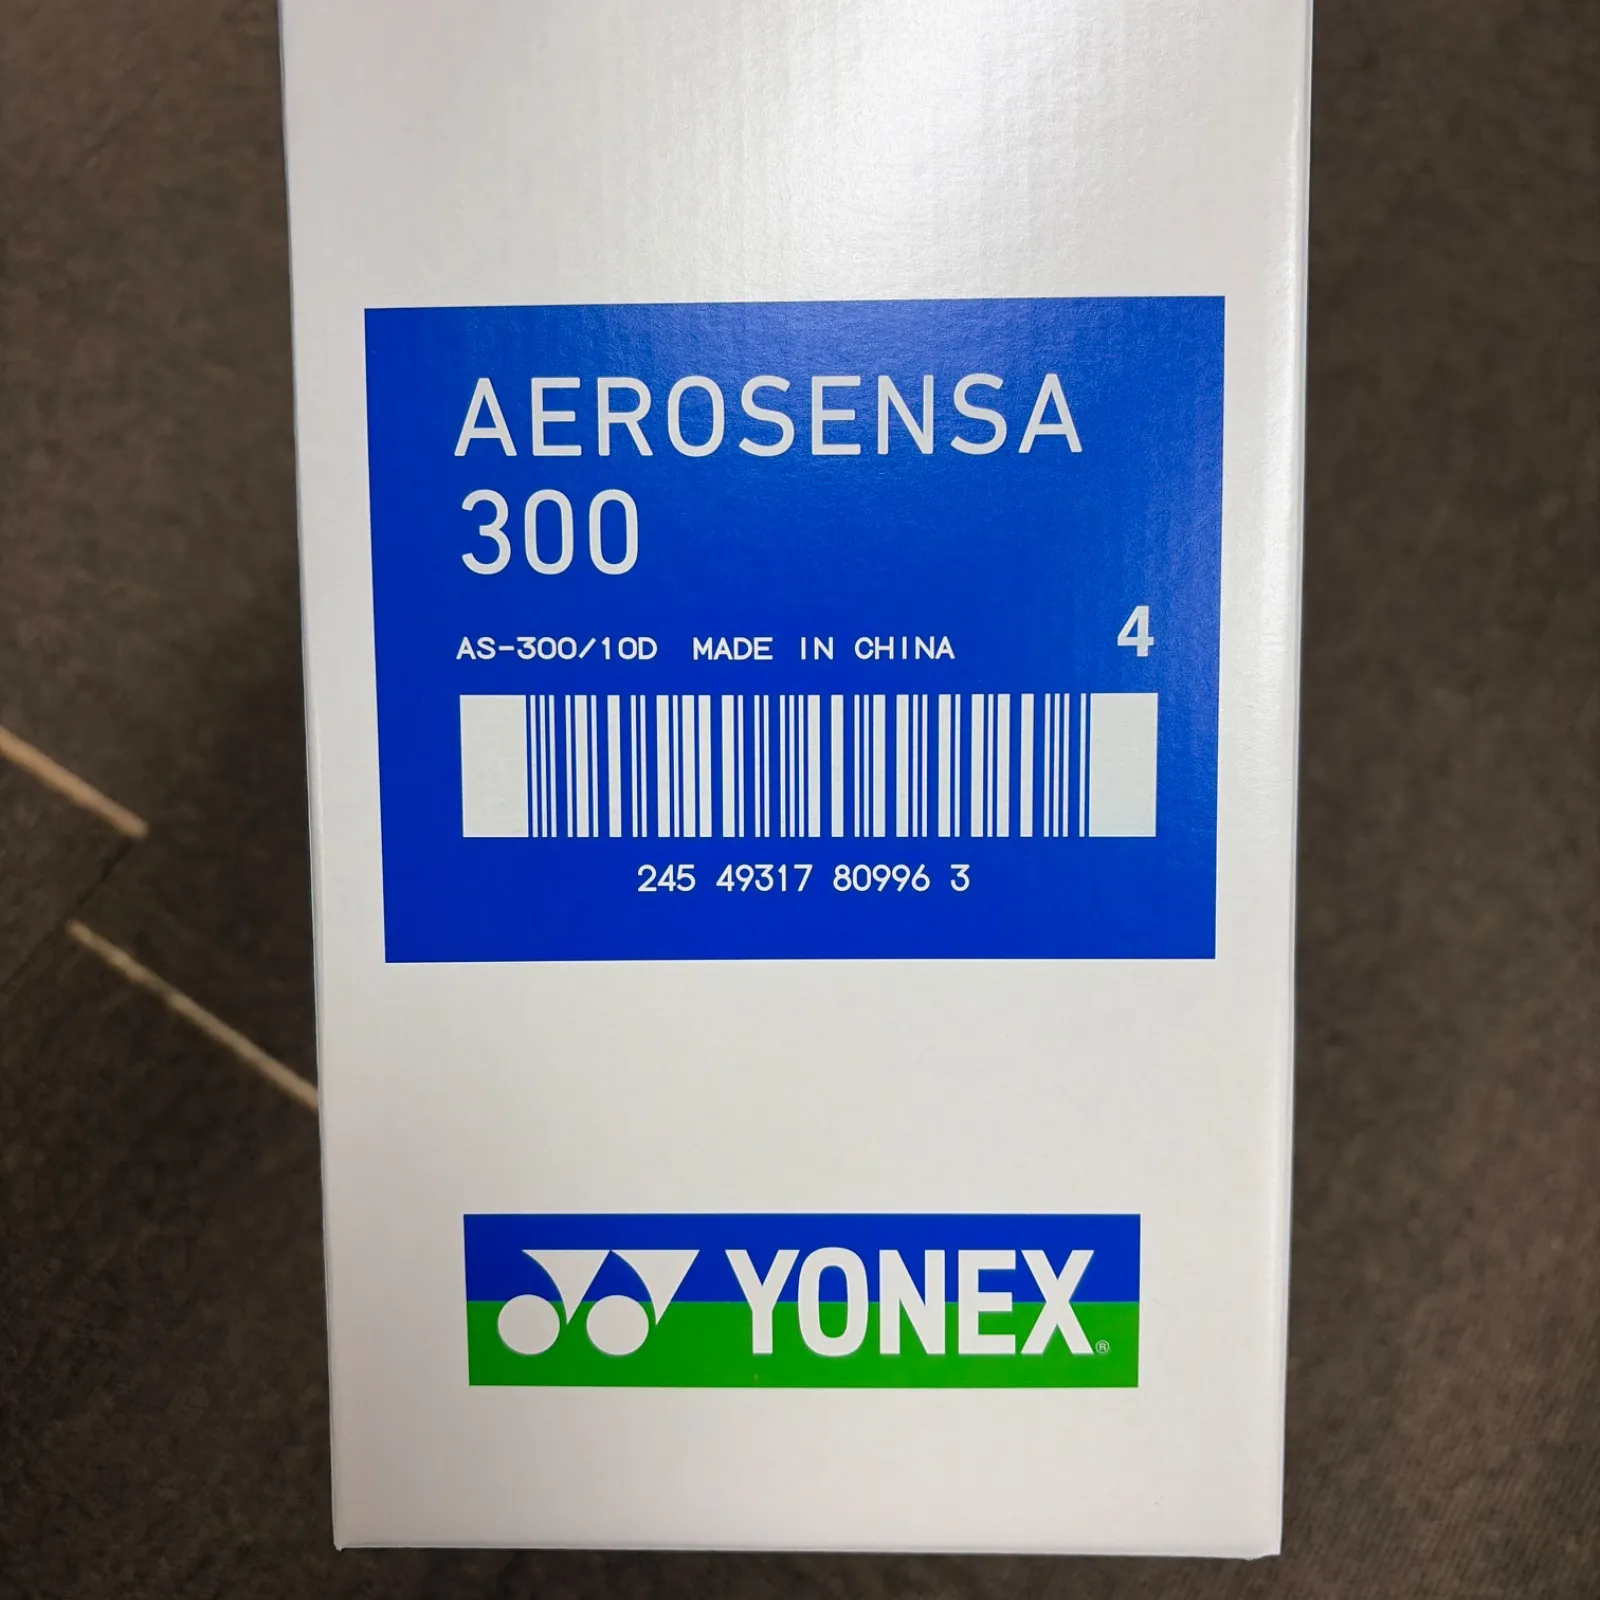 AEROSENSA
300
4
AS-300/10D MADE IN CHINA
245 49317 80996 3
YONEX®